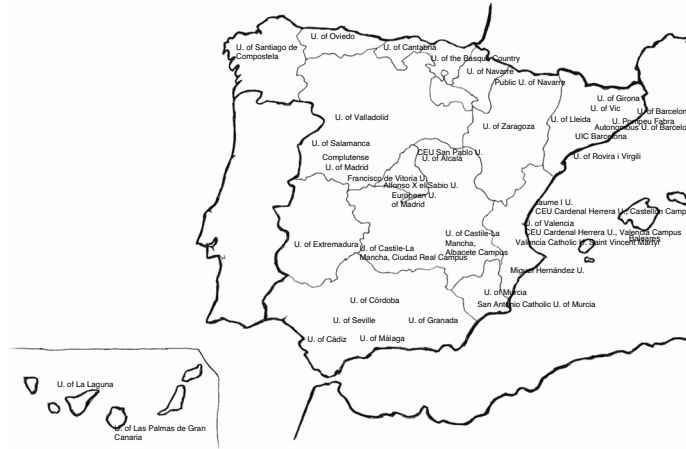 U. of Oviedo
U. of Santiago de
Compostela
U. of Cantabria
U. of the Basque Country
U. of Navarre
Public U. of Navarre
U. of Girona
U. of Vic
U. of Barcelon
U. Pompeu Fabra
Autonomous U. of Barcelo
UIC Barcelona
U. of Lleida
U. of Zaragoza
U. of Valladolid
U. of Rovira i Virgili
U. of Salamanca
CEU San Pablo U.
U. of Alcalá
Complutense
U. of Madrid
Francisco de Vitoria U.
Alfonso X el Sabio U.
European U.
of Madrid
Jaume I U.
CEU Cardenal Herrera U., Castellón Camp
U. of Valencia
CEU Cardenal Herrera U., Valencia Campus
Baleares
Valencia Catholic U. Saint Vincent Martyr
U. of Extremadura
U. of Castile-La
Mancha, Ciudad Real Campus
U. of Castile-La
Mancha,
Albacete Campus
Miguel Hernández U.
U. of Murcia
San Antonio Catholic U. of Murcia
U. of Córdoba
U. of Seville
U. of Granada
U. of Cádiz
U. of Málaga
U. of La Laguna
U. of Las Palmas de Gran
Canaria